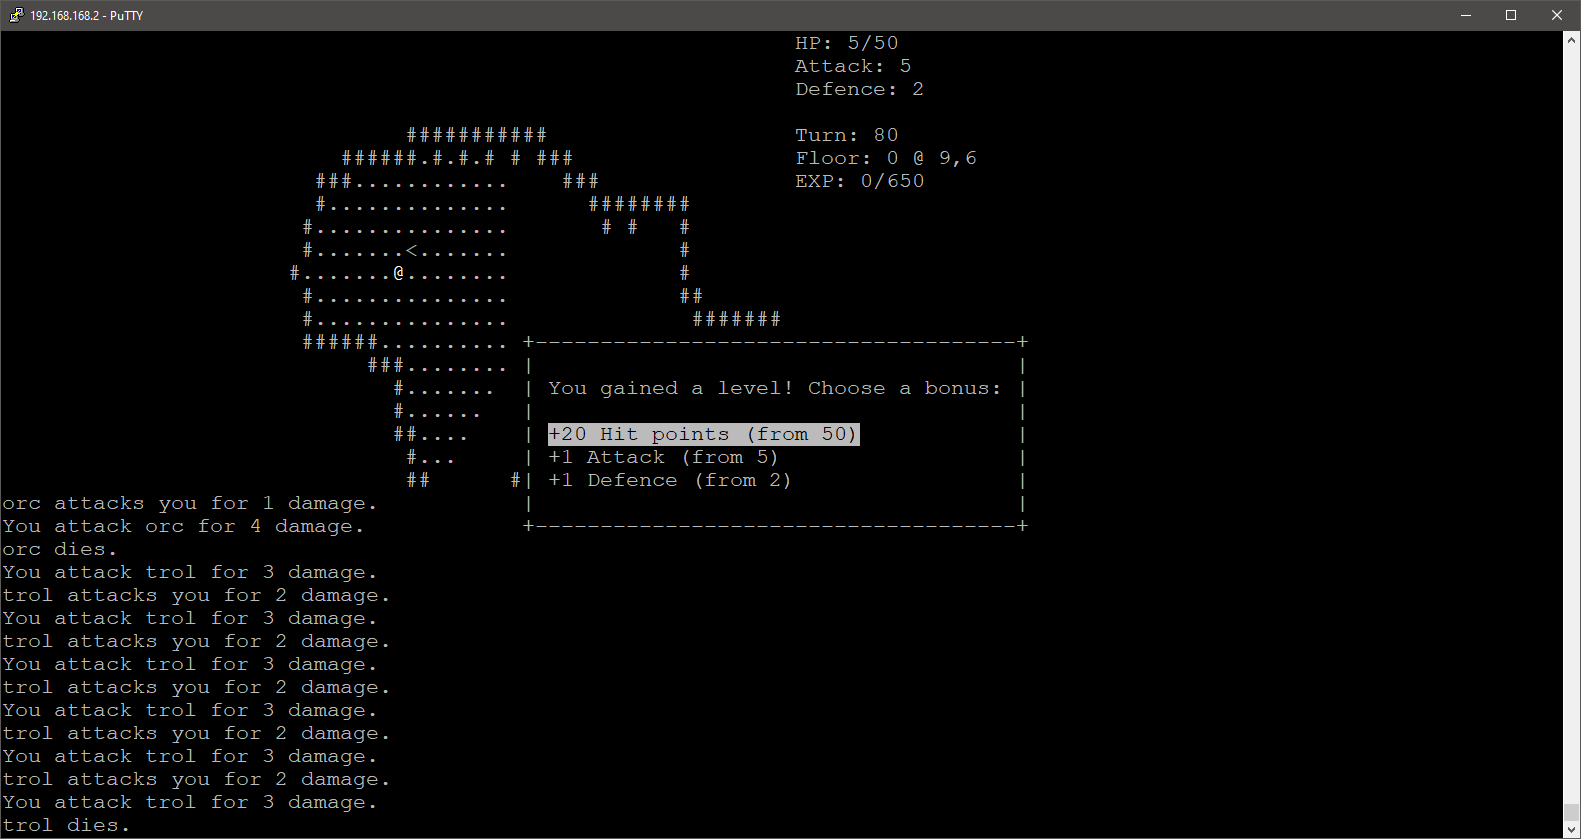 192.168.168.2 - PuTTY
HP: 5/50
Attack: 5
Defence: 2
Turn: 80
Floor: 0 @ 9,6
EXP: 0/650
###########
######.#.#.# # ###
###............ ###
#.............. ########
#............... # # #
#.......<....... #
#.......@........ #
#............... ##
#............... #######
######..........
###........
#.......
#......
##....
#...
## #
You gained a level! Choose a bonus:
+20 Hit points (from 50)
+1 Attack (from 5)
+1 Defence (from 2)
orc attacks you for 1 damage.
You attack orc for 4 damage.
orc dies.
You attack trol for 3 damage.
trol attacks you for 2 damage.
You attack trol for 3 damage.
trol attacks you for 2 damage.
You attack trol for 3 damage.
trol attacks you for 2 damage.
You attack trol for 3 damage.
trol attacks you for 2 damage.
You attack trol for 3 damage.
trol attacks you for 2 damage.
You attack trol for 3 damage.
trol dies.